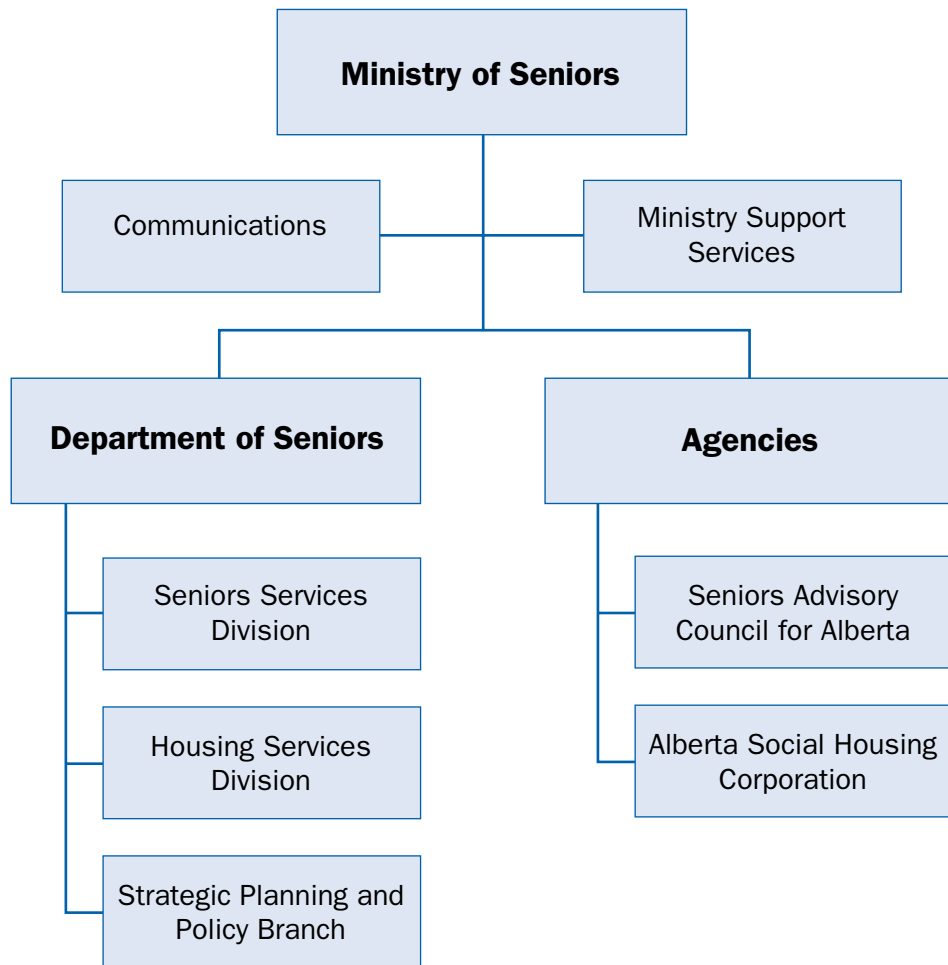 Ministry of Seniors
Communications
Ministry Support
Services
Department of Seniors
Agencies
Seniors Services
Division
Seniors Advisory
Council for Alberta
Housing Services
Division
Alberta Social Housing
Corporation
Strategic Planning and
Policy Branch